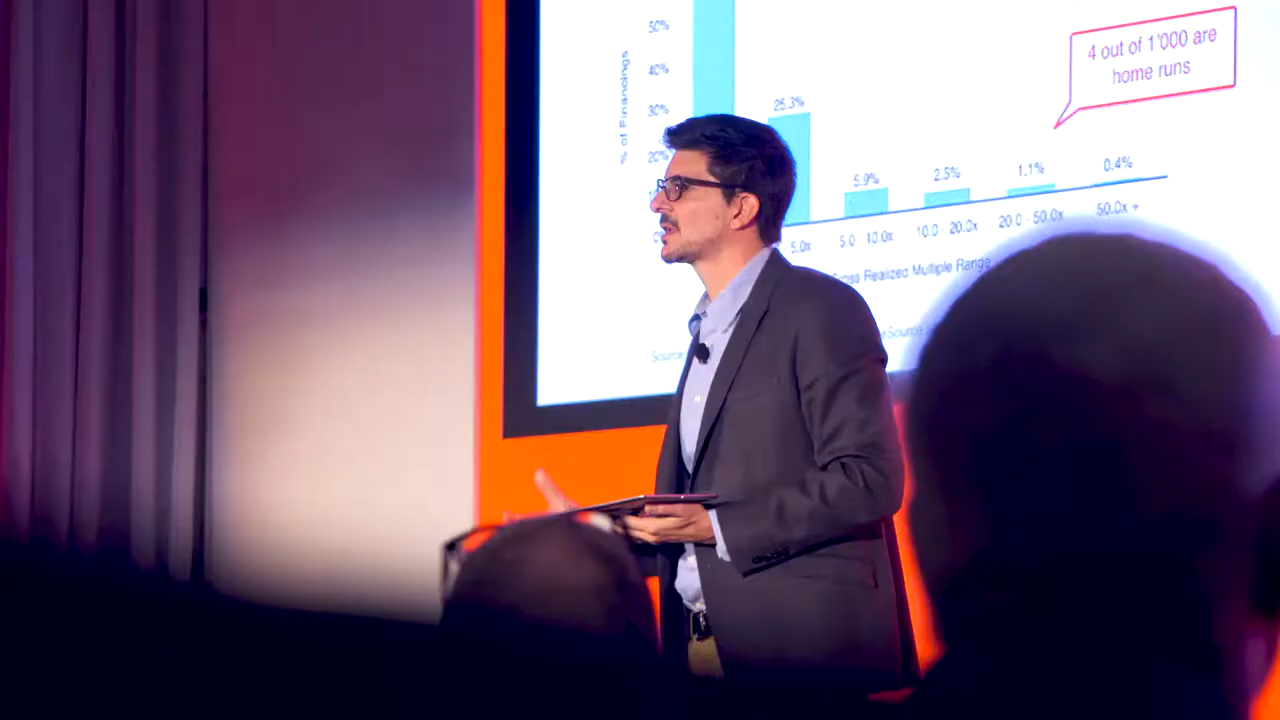 50%
40%
30%
20%
% of Financings
25.3%
5.9%
2.5%
1.1%
0.4%
5.0x
5.0 - 10.0x
10.0 - 20.0x
20.0 - 50.0x
50.0x +
Realized Multiple Range
Source
Source
4 out of 1'000 are
home runs